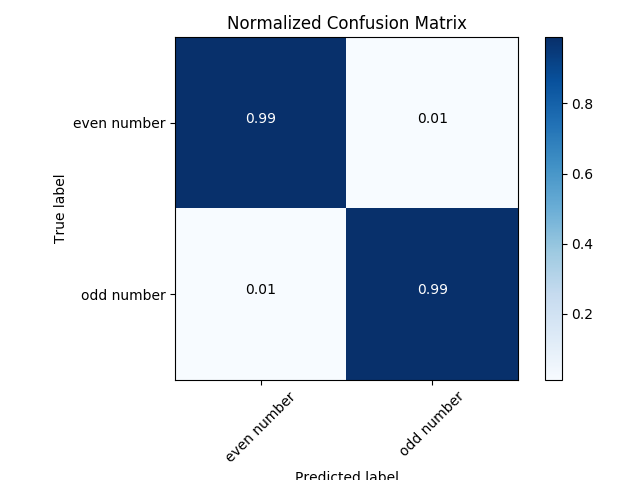 Normalized Confusion Matrix
even number
0.99
0.01
odd number
0.01
0.99
even number
odd number
True label
Predicted label
0.8
0.6
0.4
0.2